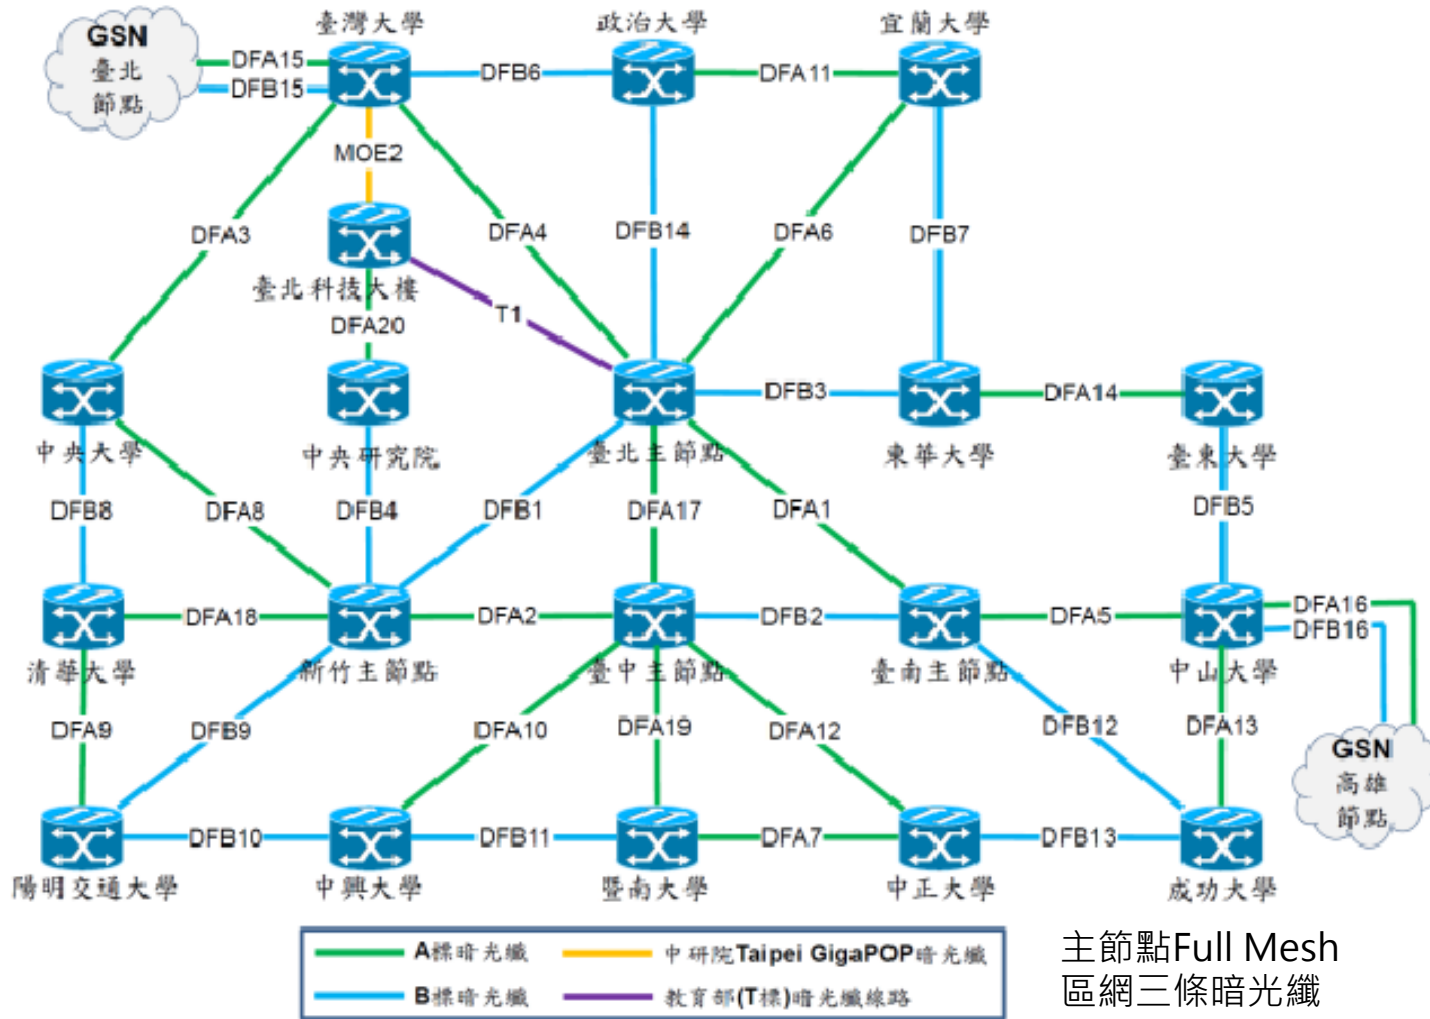 臺灣大學
政治大學
宜蘭大學
GSN
臺北
節點
DFA15
DFB15
DFB6
DFA11
MOE2
DFA3
DFA4
DFB14
DFA6
DFB7
臺北科技大樓
T1
DFA20
DFB3
DFA14
中央大學
中央研究院
臺北主節點
東華大學
臺東大學
DFB8
DFA8
DFB4
DFB1
DFA17
DFA1
DFB5
DFA18
DFA2
DFB2
DFA5
DFA16
DFB16
清華大學
新竹主節點
臺中主節點
臺南主節點
中山大學
DFA9
DFB9
DFA10
DFA19
DFA12
DFB12
DFA13
GSN
高雄
節點
DFB10
DFB11
DFA7
DFB13
陽明交通大學
中興大學
暨南大學
中正大學
成功大學
A標暗光纖
中研院Taipei GigaPOP暗光纖
B標暗光纖
教育部(T標)暗光纖線路
主節點Full Mesh
區網三條暗光纖